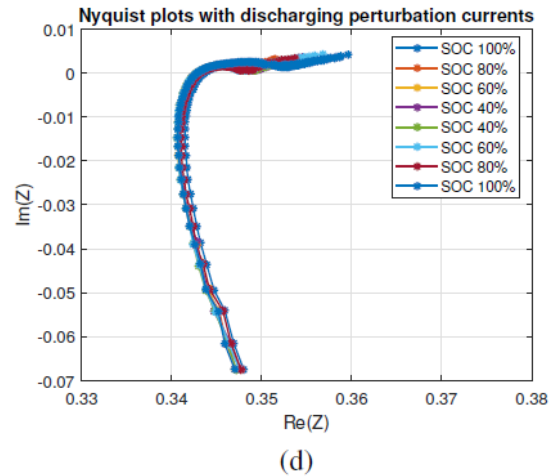 Nyquist plots with discharging perturbation currents
0.01
0
-0.01
-0.02
-0.03
-0.04
-0.05
-0.06
-0.07
Im(Z)
SOC 100%
SOC 80%
SOC 60%
SOC 40%
SOC 40%
SOC 60%
SOC 80%
SOC 100%
0.33 0.34 0.35 0.36 0.37 0.38
Re(Z)
(d)